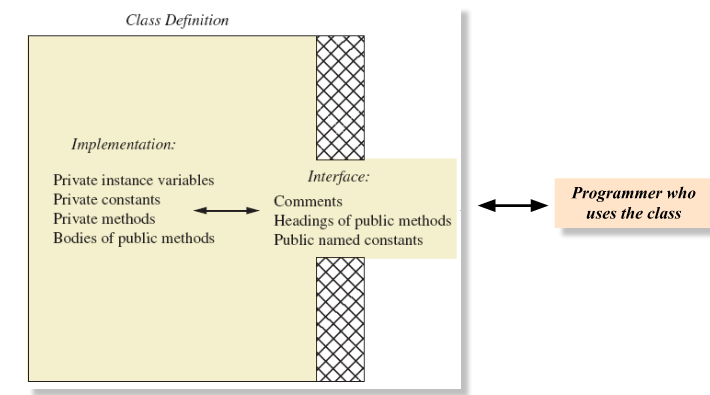 Class Definition
Implementation:
Private instance variables
Private constants
Private methods
Bodies of public methods
Interface:
Comments
Headings of public methods
Public named constants
Programmer who
uses the class